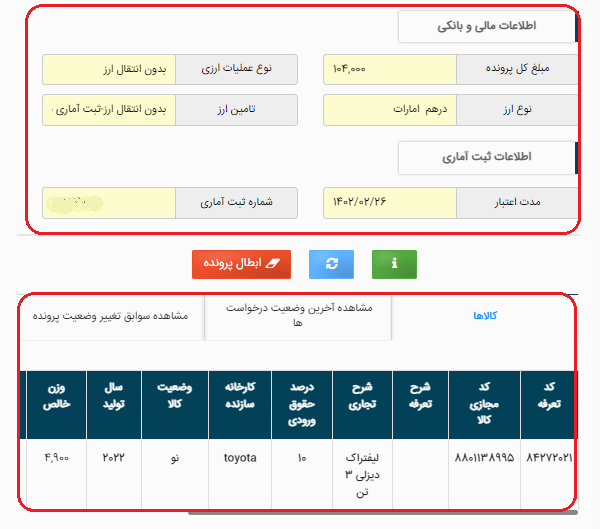 اطلاعات مالی و بانکی
مبلغ کل پرونده ۱۰۴,۰۰۰ نوع عملیات ارزی بدون انتقال ارز
نوع ارز درهم امارات تامین ارز بدون انتقال ارز-ثبت آماری
اطلاعات ثبت آماری
مدت اعتبار ۱۴۰۲/۰۲/۲۶ شماره ثبت آماری
ابطال پرونده
کالاها
مشاهده آخرین وضعیت درخواست
ها
مشاهده سوابق تغییر وضعیت پرونده
کد
تعرفه
کد
مجازی
کالا
شرح
تعرفه
شرح
تجاری
درصد
حقوق
ورودی
کارخانه
سازنده
وضعیت
کالا
سال
تولید
وزن
خالص
۸۴۲۷۲۰۲۱
۸۸۰۱۱۳۸۹۹۵
لیفتراک
دیزلی ۳
تن
۱۰
toyota
نو
۲۰۲۲
۴,۹۰۰